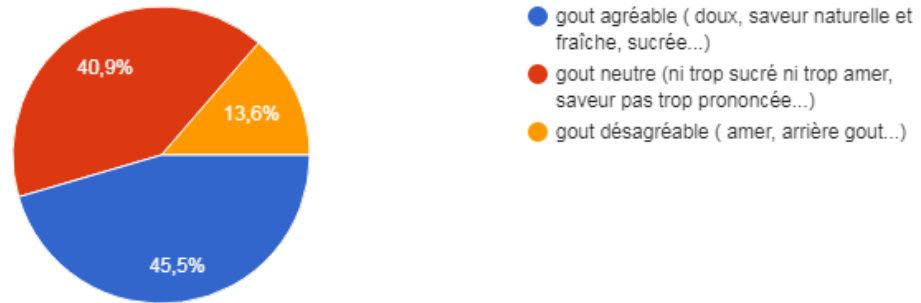 40,9%
13,6%
45,5%
gout agréable ( doux, saveur naturelle et
fraîche, sucrée...)
gout neutre (ni trop sucré ni trop amer,
saveur pas trop prononcée...)
gout désagréable ( amer, arrière gout...)